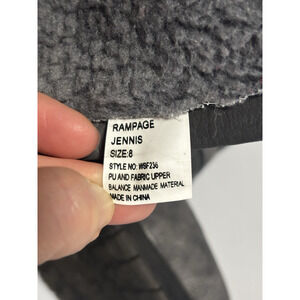 RAMPAGE
JENNIS
SIZE:8
STYLE NO: WSF236
PU AND FABRIC UPPER
BALANCE MANMADE MATERIAL
MADE IN CHINA